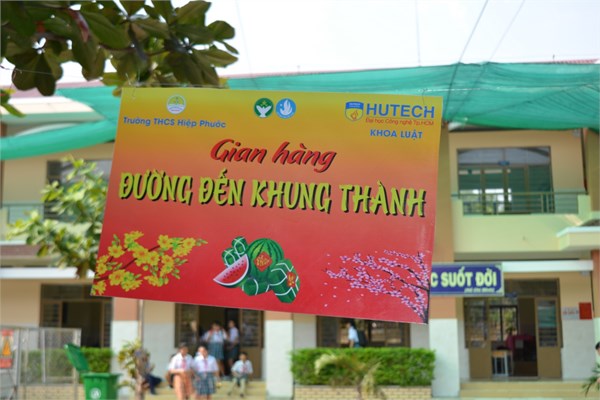 Trường THCS Hiệp Phước
HUTECH
Đại học Công nghệ Tp.HCM
KHOA LUẬT
Gian hàng
ĐƯỜNG ĐẾN KHUNG THÀNH
C SUỐT ĐỜI